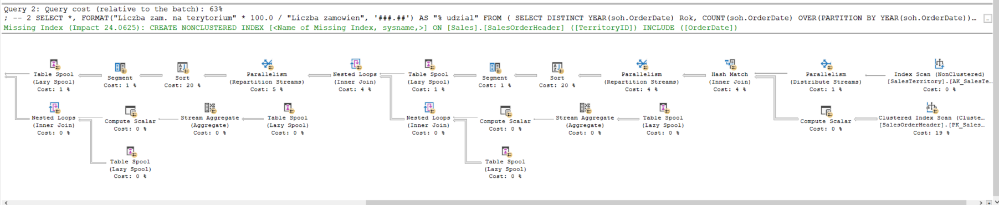 Query 2: Query cost (relative to the batch): 63%
; -- 2 SELECT *, FORMAT("Liczba zam. na terytorium" * 100.0 / "Liczba zamowien", '###.##') AS "% udzial" FROM ( SELECT DISTINCT YEAR(soh.OrderDate) Rok, COUNT(soh.OrderDate) OVER(PARTITION BY YEAR(soh.OrderDate))…
Missing Index (Impact 24.0625): CREATE NONCLUSTERED INDEX [<Name of Missing Index, sysname,>] ON [Sales].[SalesOrderHeader] ([TerritoryID]) INCLUDE ([OrderDate])
Table Spool
(Lazy Spool)
Cost: 1 %
Segment
Cost: 1 %
Sort
Cost: 20 %
Parallelism
(Repartition Streams)
Cost: 5 %
Nested Loops
(Inner Join)
Cost: 4 %
Table Spool
(Lazy Spool)
Cost: 1 %
Segment
Cost: 1 %
Sort
Cost: 20 %
Parallelism
(Repartition Streams)
Cost: 4 %
Hash Match
(Inner Join)
Cost: 4 %
Parallelism
(Distribute Streams)
Cost: 1 %
Index Scan (NonClustered)
[SalesTerritory].[AK_SalesTe…
Cost: 0 %
Nested Loops
(Inner Join)
Cost: 0 %
Compute Scalar
Cost: 0 %
Stream Aggregate
(Aggregate)
Cost: 0 %
Table Spool
(Lazy Spool)
Cost: 0 %
Nested Loops
(Inner Join)
Cost: 0 %
Compute Scalar
Cost: 0 %
Stream Aggregate
(Aggregate)
Cost: 0 %
Table Spool
(Lazy Spool)
Cost: 0 %
Compute Scalar
Cost: 0 %
Clustered Index Scan (Cluste…
[SalesOrderHeader].[PK_Sales…
Cost: 19 %
Table Spool
(Lazy Spool)
Cost: 0 %
Table Spool
(Lazy Spool)
Cost: 0 %